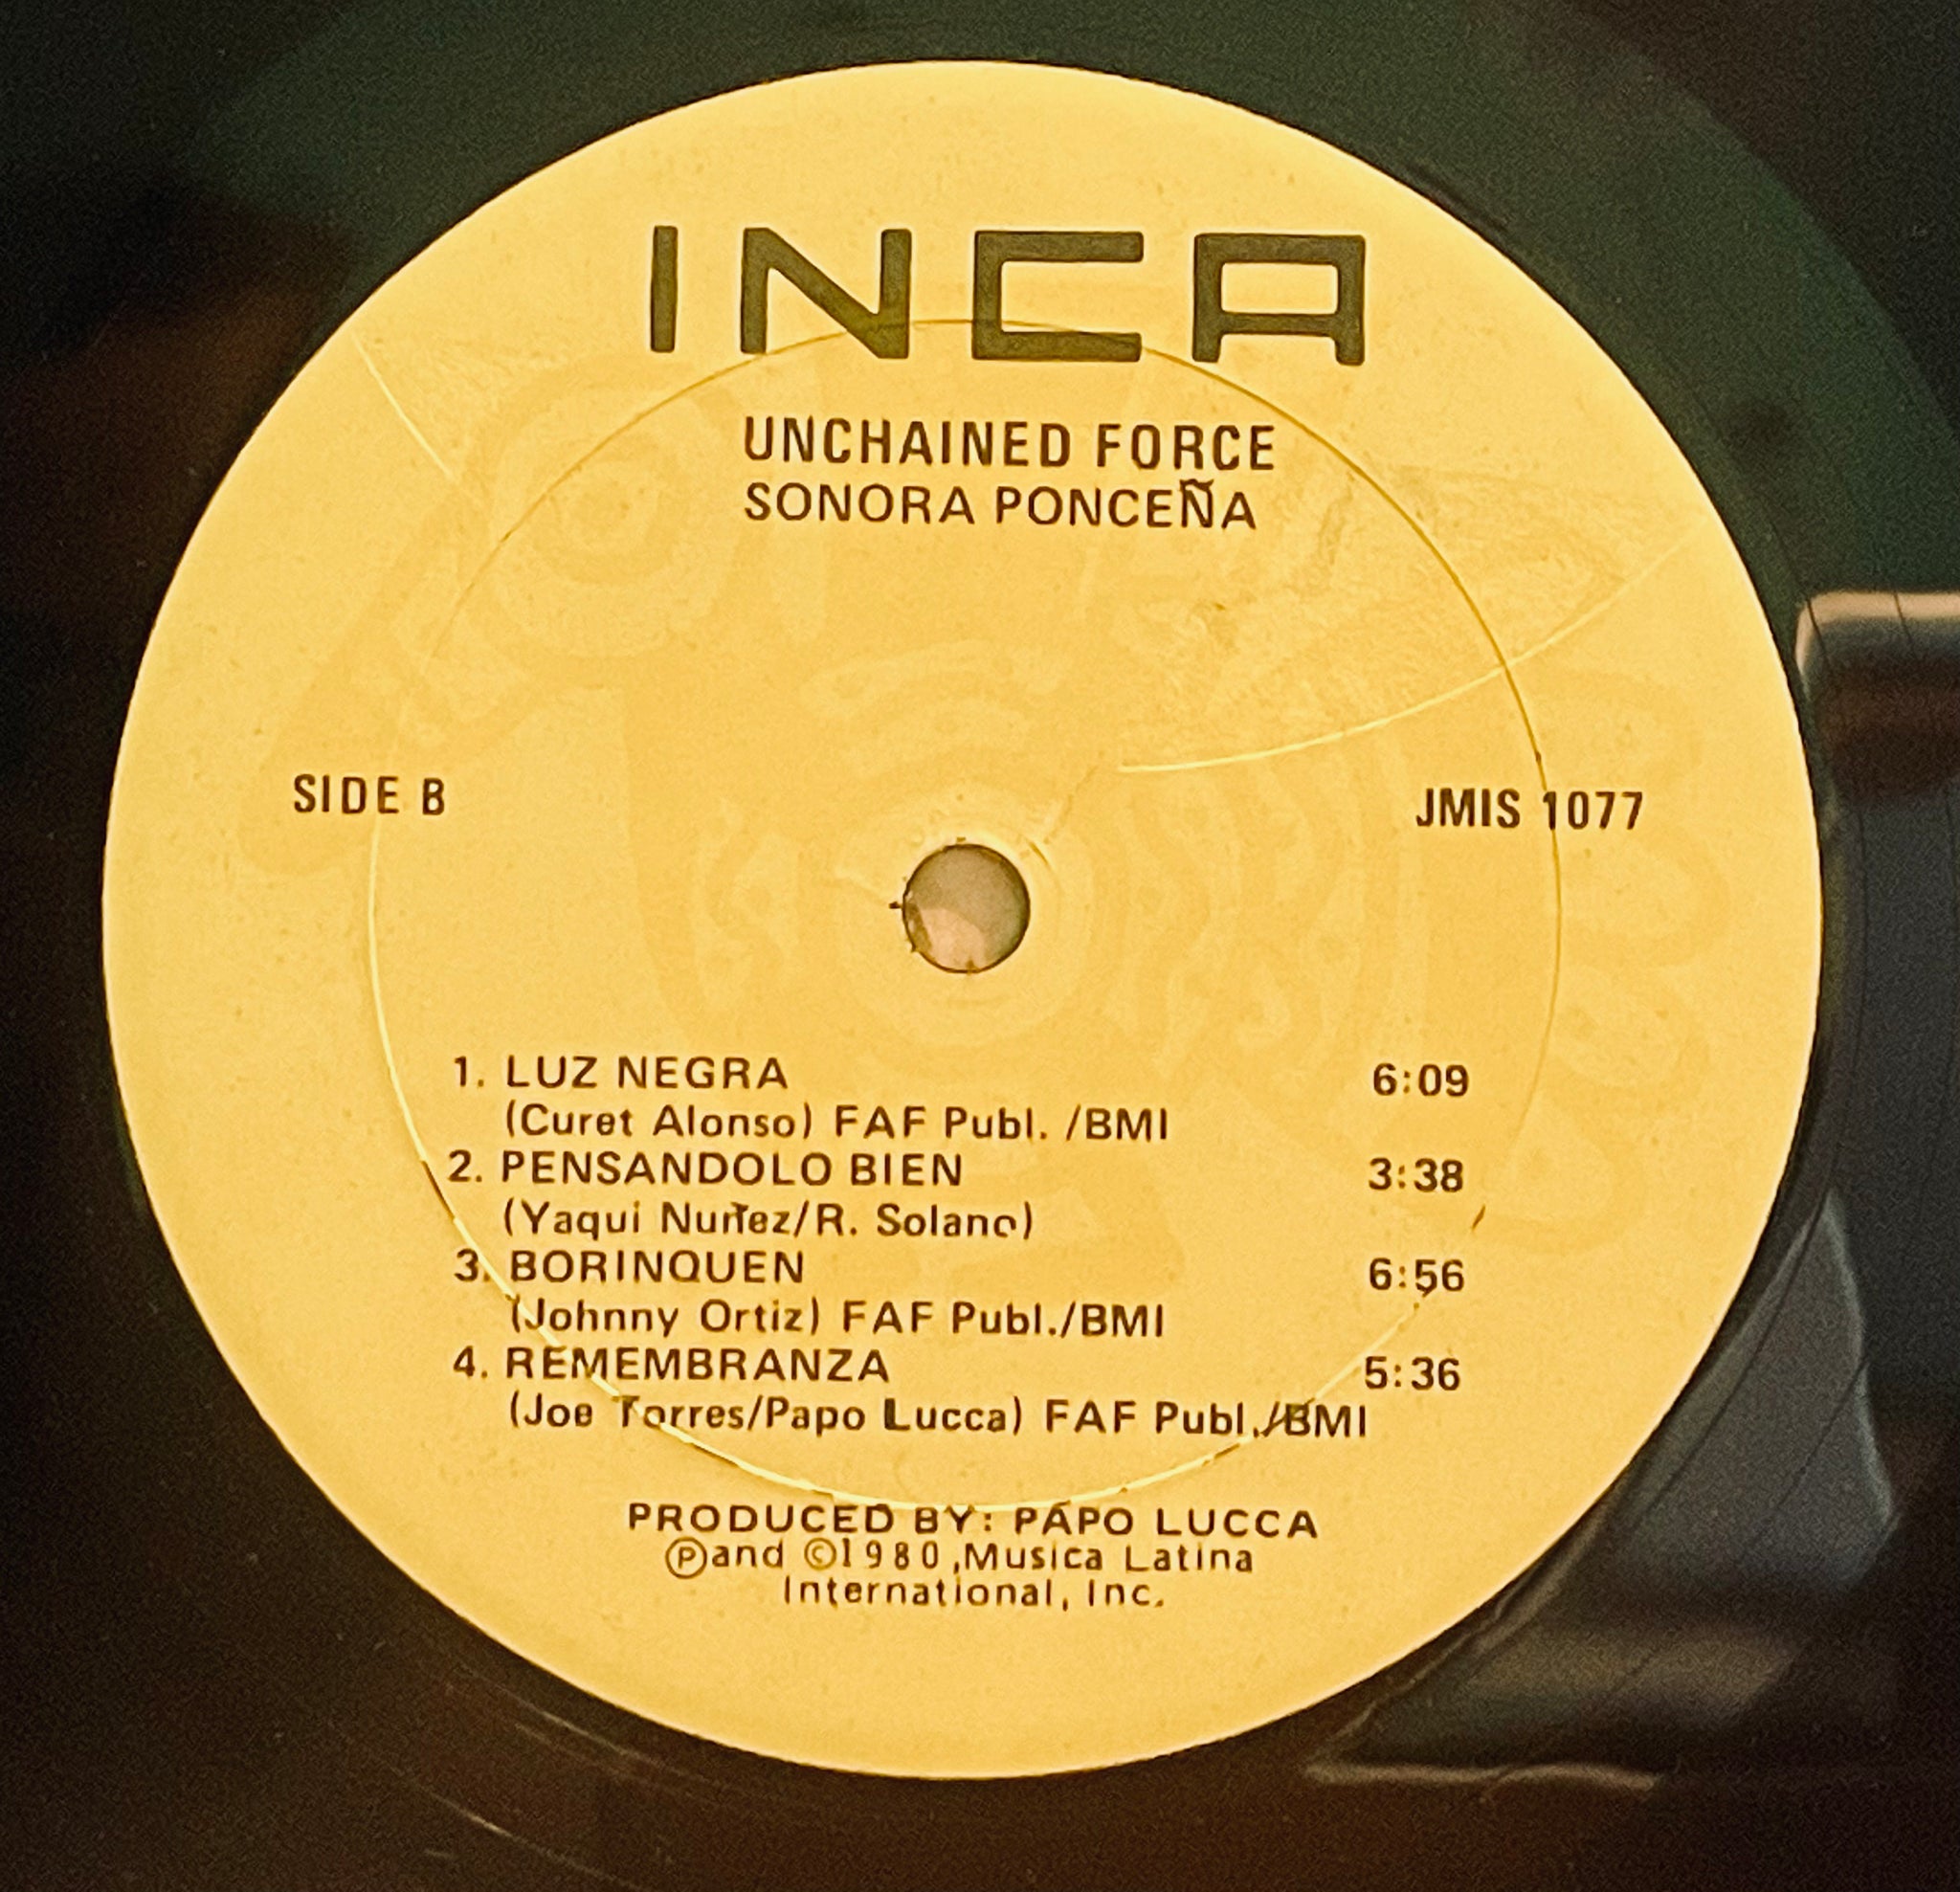 INCA
UNCHAINED FORCE
SONORA PONCEÑA
SIDE B
JMIS 1077
1. LUZ NEGRA 6:09
(Curet Alonso) FAF Publ. /BMI
2. PENSANDOLO BIEN 3:38
(Yaqui Nuñez/R. Solano)
3. BORINQUEN 6:56
(Johnny Ortiz) FAF Publ./BMI
4. REMEMBRANZA 5:36
(Joe Torres/Papo Lucca) FAF Publ./BMI
PRODUCED BY: PAPO LUCCA
Ⓟand ©1980,Musica Latina
International, Inc.